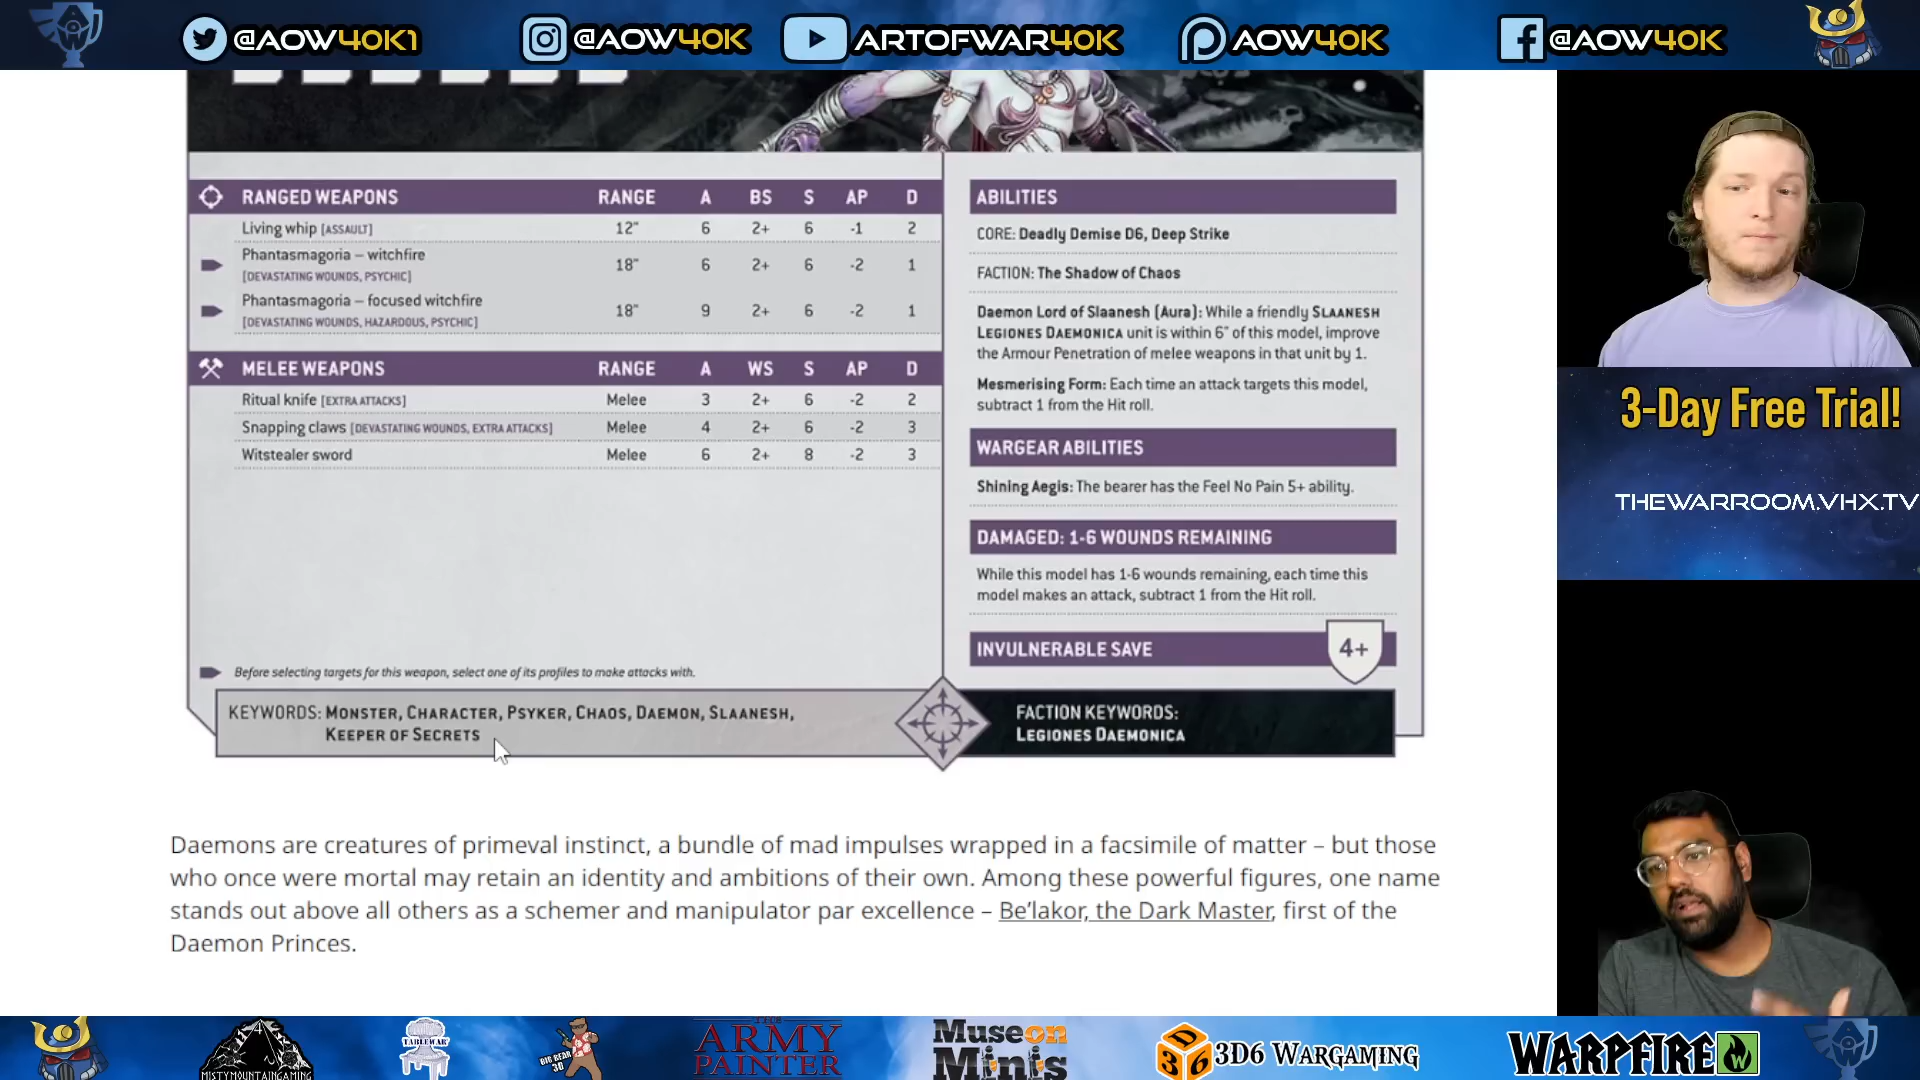 @AOW40K1 @AOW40K ARTOFWAR40K AOW40K @AOW40K
RANGED WEAPONS RANGE A BS S AP D
Living whip [ASSAULT] 12" 6 2+ 6 -1 2
Phantasmagoria – witchfire
[DEVASTATING WOUNDS, PSYCHIC] 18" 6 2+ 6 -2 1
Phantasmagoria – focused witchfire
[DEVASTATING WOUNDS, HAZARDOUS, PSYCHIC] 18" 9 2+ 6 -2 1
MELEE WEAPONS RANGE A WS S AP D
Ritual knife [EXTRA ATTACKS] Melee 3 2+ 6 -2 2
Snapping claws [DEVASTATING WOUNDS, EXTRA ATTACKS] Melee 4 2+ 6 -2 3
Witstealer sword Melee 6 2+ 8 -2 3
Before selecting targets for this weapon, select one of its profiles to make attacks with.
KEYWORDS: MONSTER, CHARACTER, PSYKER, CHAOS, DAEMON, SLAANESH,
KEEPER OF SECRETS
ABILITIES
CORE: Deadly Demise D6, Deep Strike
FACTION: The Shadow of Chaos
Daemon Lord of Slaanesh (Aura): While a friendly SLAANESH
LEGIONES DAEMONICA unit is within 6" of this model, improve
the Armour Penetration of melee weapons in that unit by 1.
Mesmerising Form: Each time an attack targets this model,
subtract 1 from the Hit roll.
WARGEAR ABILITIES
Shining Aegis: The bearer has the Feel No Pain 5+ ability.
DAMAGED: 1-6 WOUNDS REMAINING
While this model has 1-6 wounds remaining, each time this
model makes an attack, subtract 1 from the Hit roll.
INVULNERABLE SAVE 4+
FACTION KEYWORDS:
LEGIONES DAEMONICA
3-Day Free Trial!
THEWARROOM.VHX.TV
Daemons are creatures of primeval instinct, a bundle of mad impulses wrapped in a facsimile of matter – but those
who once were mortal may retain an identity and ambitions of their own. Among these powerful figures, one name
stands out above all others as a schemer and manipulator par excellence – Be'lakor, the Dark Master, first of the
Daemon Princes.
MISTYMOUNTAINGAMING
TABLEWAR
BIG BEAR
3D
THE
ARMY
PAINTER
Museon
Minis
3D6 WARGAMING
WARPFIRE